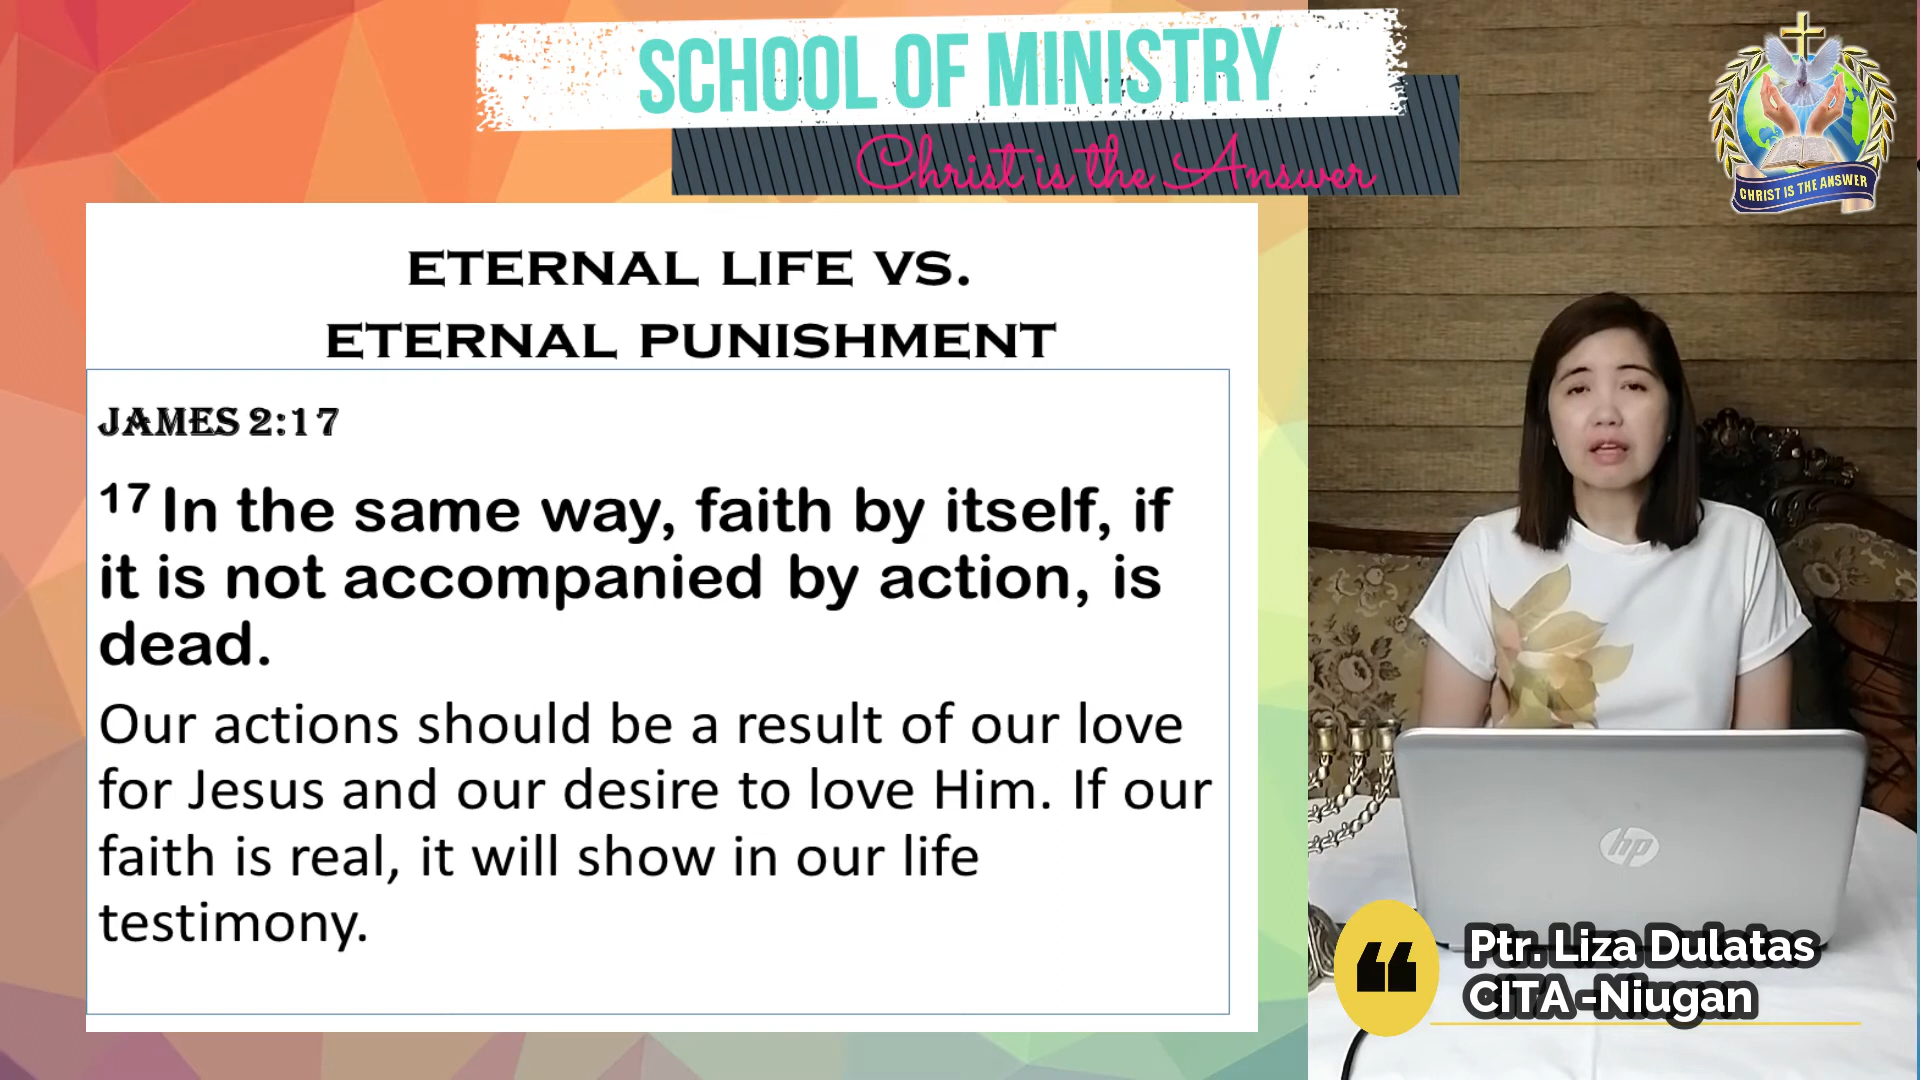 SCHOOL OF MINISTRY
Christ is the Answer
CHRIST IS THE ANSWER
ETERNAL LIFE VS.
ETERNAL PUNISHMENT
JAMES 2:17
17 In the same way, faith by itself, if
it is not accompanied by action, is
dead.
Our actions should be a result of our love
for Jesus and our desire to love Him. If our
faith is real, it will show in our life
testimony.
hp
Ptr. Liza Dulatas
CITA -Niugan